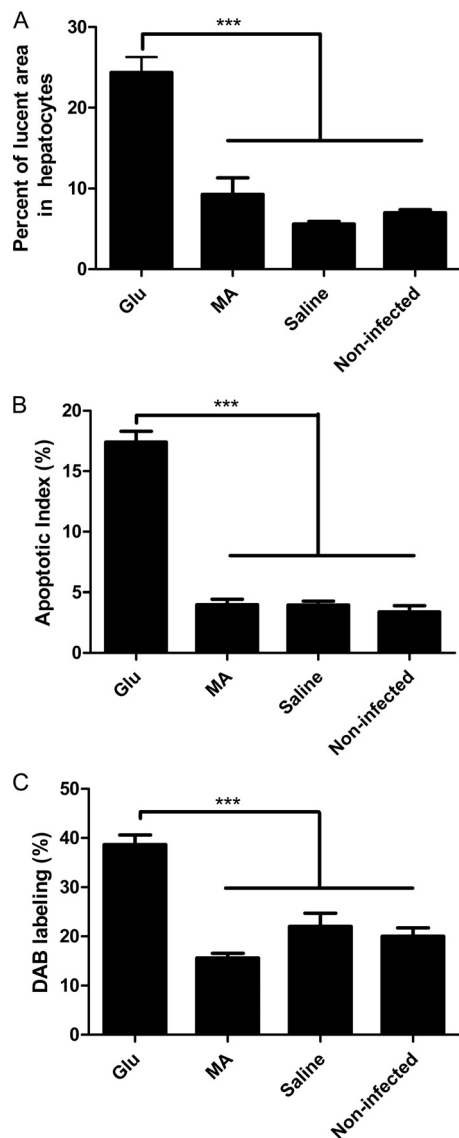 A
***
Percent of lucent area
in hepatocytes
30
20
10
0
Glu
MA
Saline
Non-infected
B
***
Apoptotic Index (%)
20
15
10
5
0
Glu
MA
Saline
Non-infected
C
***
DAB labeling (%)
50
40
30
20
10
0
Glu
MA
Saline
Non-infected